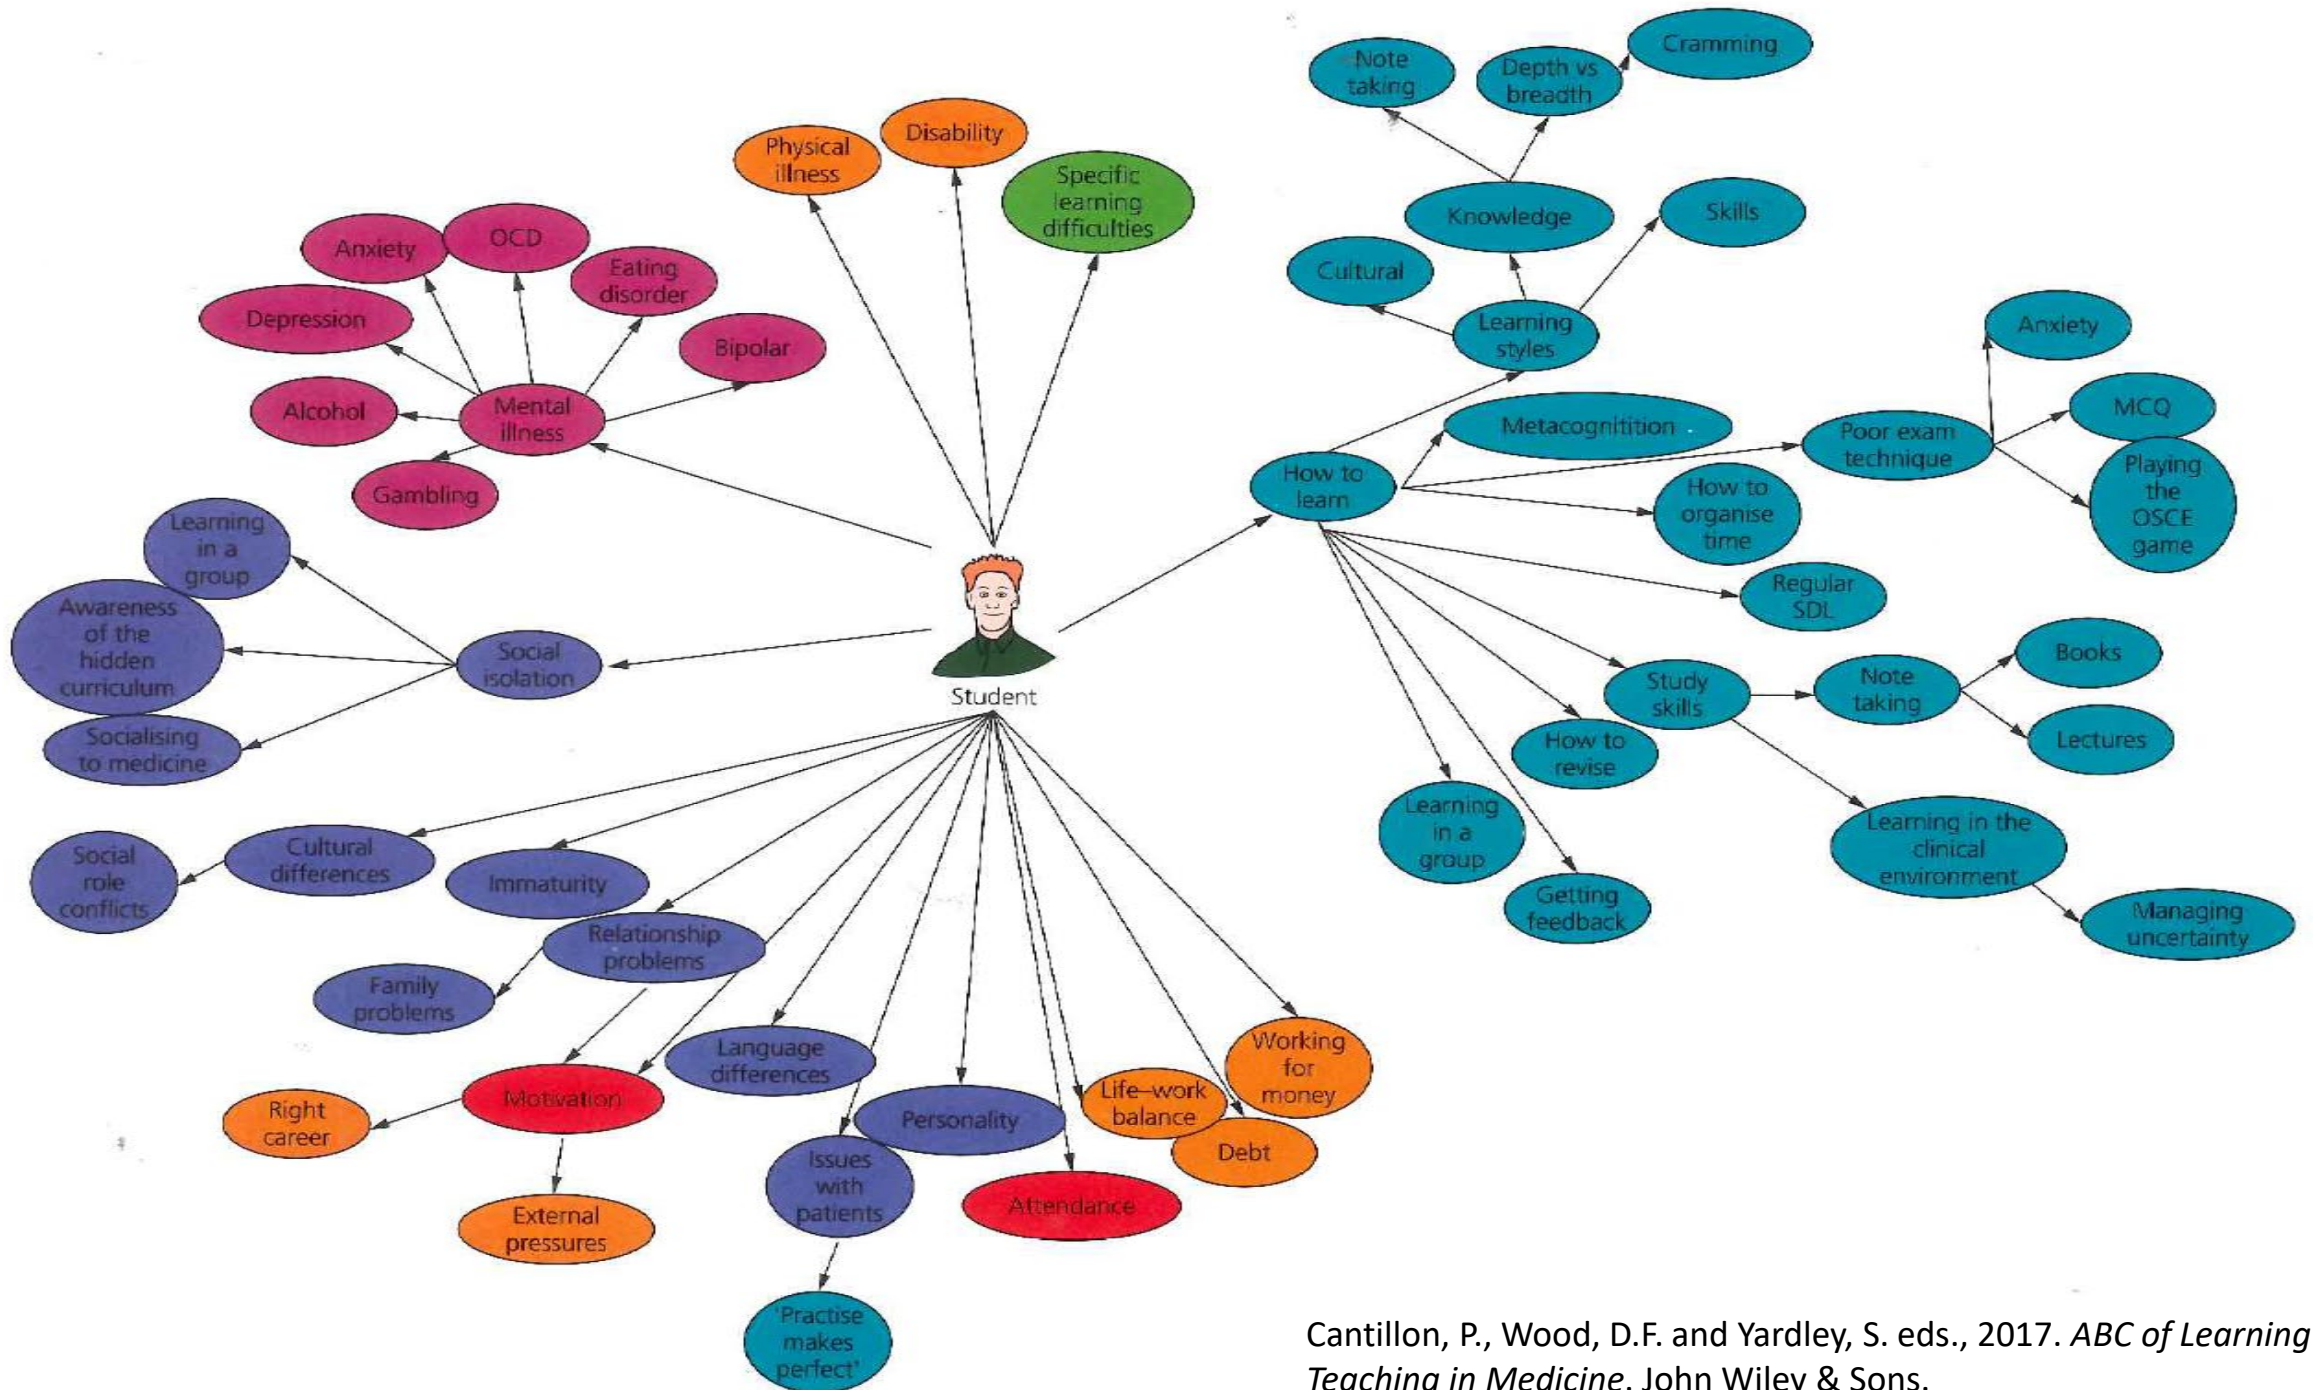 Note
taking
Depth vs
breadth
Cramming
Physical
illness
Disability
Specific
learning
difficulties
Knowledge
Skills
Cultural
Learning
styles
Anxiety
OCD
Eating
disorder
Depression
Bipolar
Alcohol
Mental
illness
Gambling
Anxiety
MCQ
Playing
the
OSCE
game
Metacognitition
Poor exam
technique
How to
learn
How to
organise
time
Regular
SDL
Learning
in a
group
Awareness
of the
hidden
curriculum
Socialising
to medicine
Social
isolation
Student
Study
skills
Note
taking
Books
Lectures
How to
revise
Learning
in a
group
Getting
feedback
Learning in the
clinical
environment
Managing
uncertainty
Social
role
conflicts
Cultural
differences
Immaturity
Relationship
problems
Family
problems
Motivation
Right
career
External
pressures
Language
differences
Personality
Issues
with
patients
'Practise
makes
perfect'
Attendance
Life–work
balance
Debt
Working
for
money
Cantillon, P., Wood, D.F. and Yardley, S. eds., 2017. ABC of Learning
Teaching in Medicine. John Wiley & Sons.